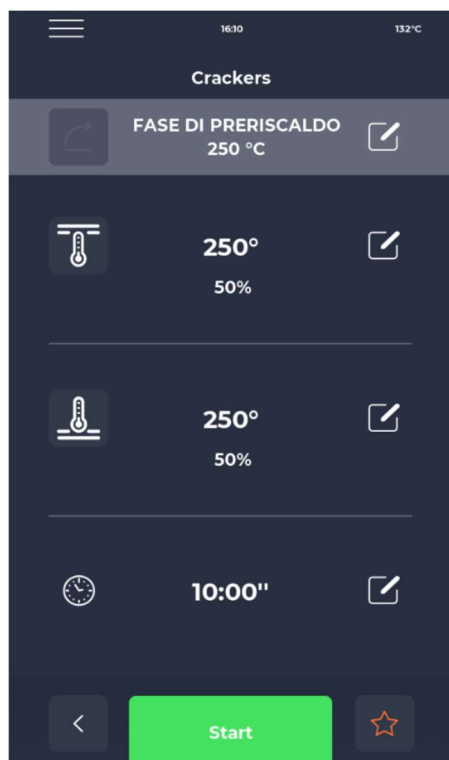 16:10
132°C
Crackers
FASE DI PRERISCALDO
250 °C
250°
50%
250°
50%
10:00''
Start